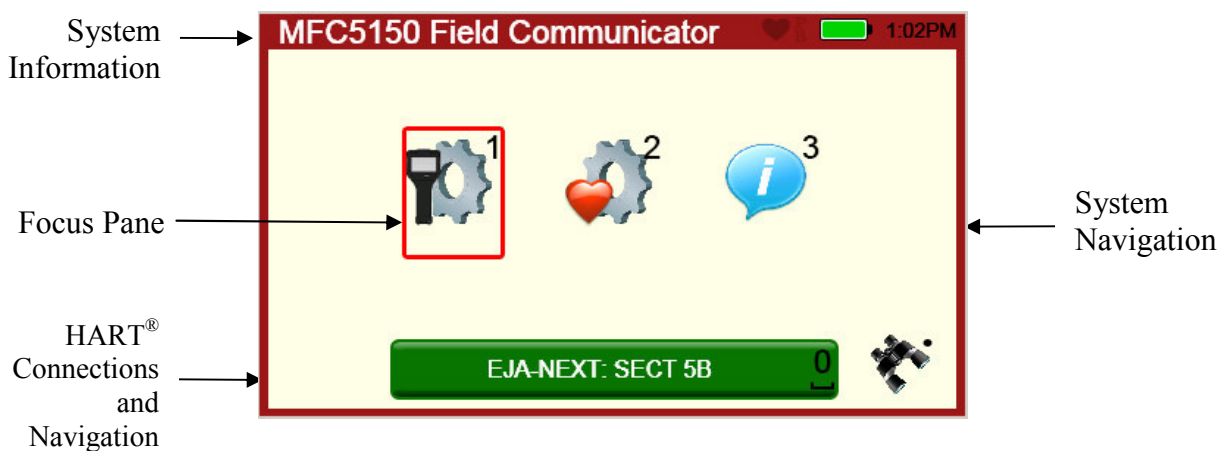 System
Information
MFC5150 Field Communicator
1:02PM
1
2
3
i
Focus Pane
System
Navigation
HART®
Connections
and
Navigation
EJA-NEXT: SECT 5B
0